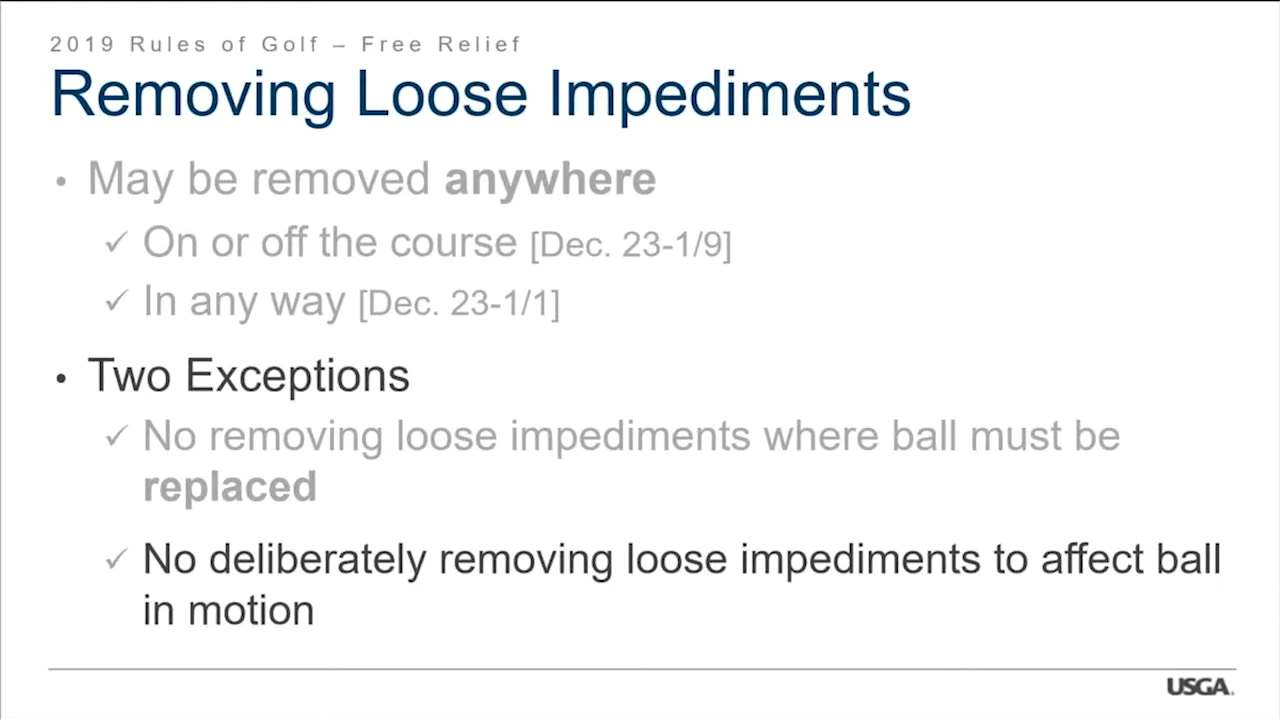 2019 Rules of Golf – Free Relief
Removing Loose Impediments
• May be removed anywhere
✓ On or off the course [Dec. 23-1/9]
✓ In any way [Dec. 23-1/1]
• Two Exceptions
✓ No removing loose impediments where ball must be
replaced
✓ No deliberately removing loose impediments to affect ball
in motion
USGA.